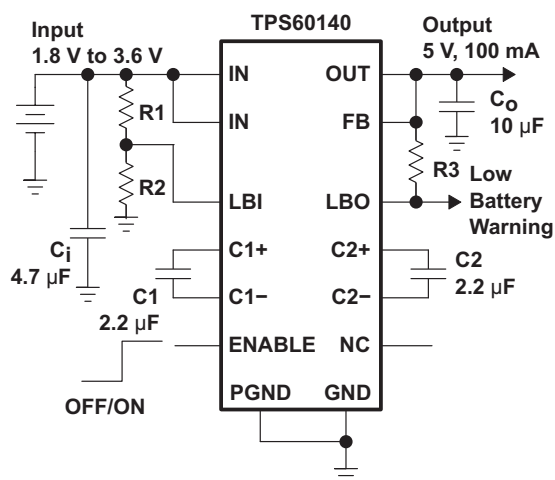 TPS60140
Input
1.8 V to 3.6 V
Output
5 V, 100 mA
IN
OUT
R1
Co
10 µF
IN
FB
R3
R2
LBI
LBO
Low
Battery
Warning
Ci
4.7 µF
C1+
C2+
C2
2.2 µF
C1
2.2 µF
C1−
C2−
ENABLE
NC
OFF/ON
PGND
GND